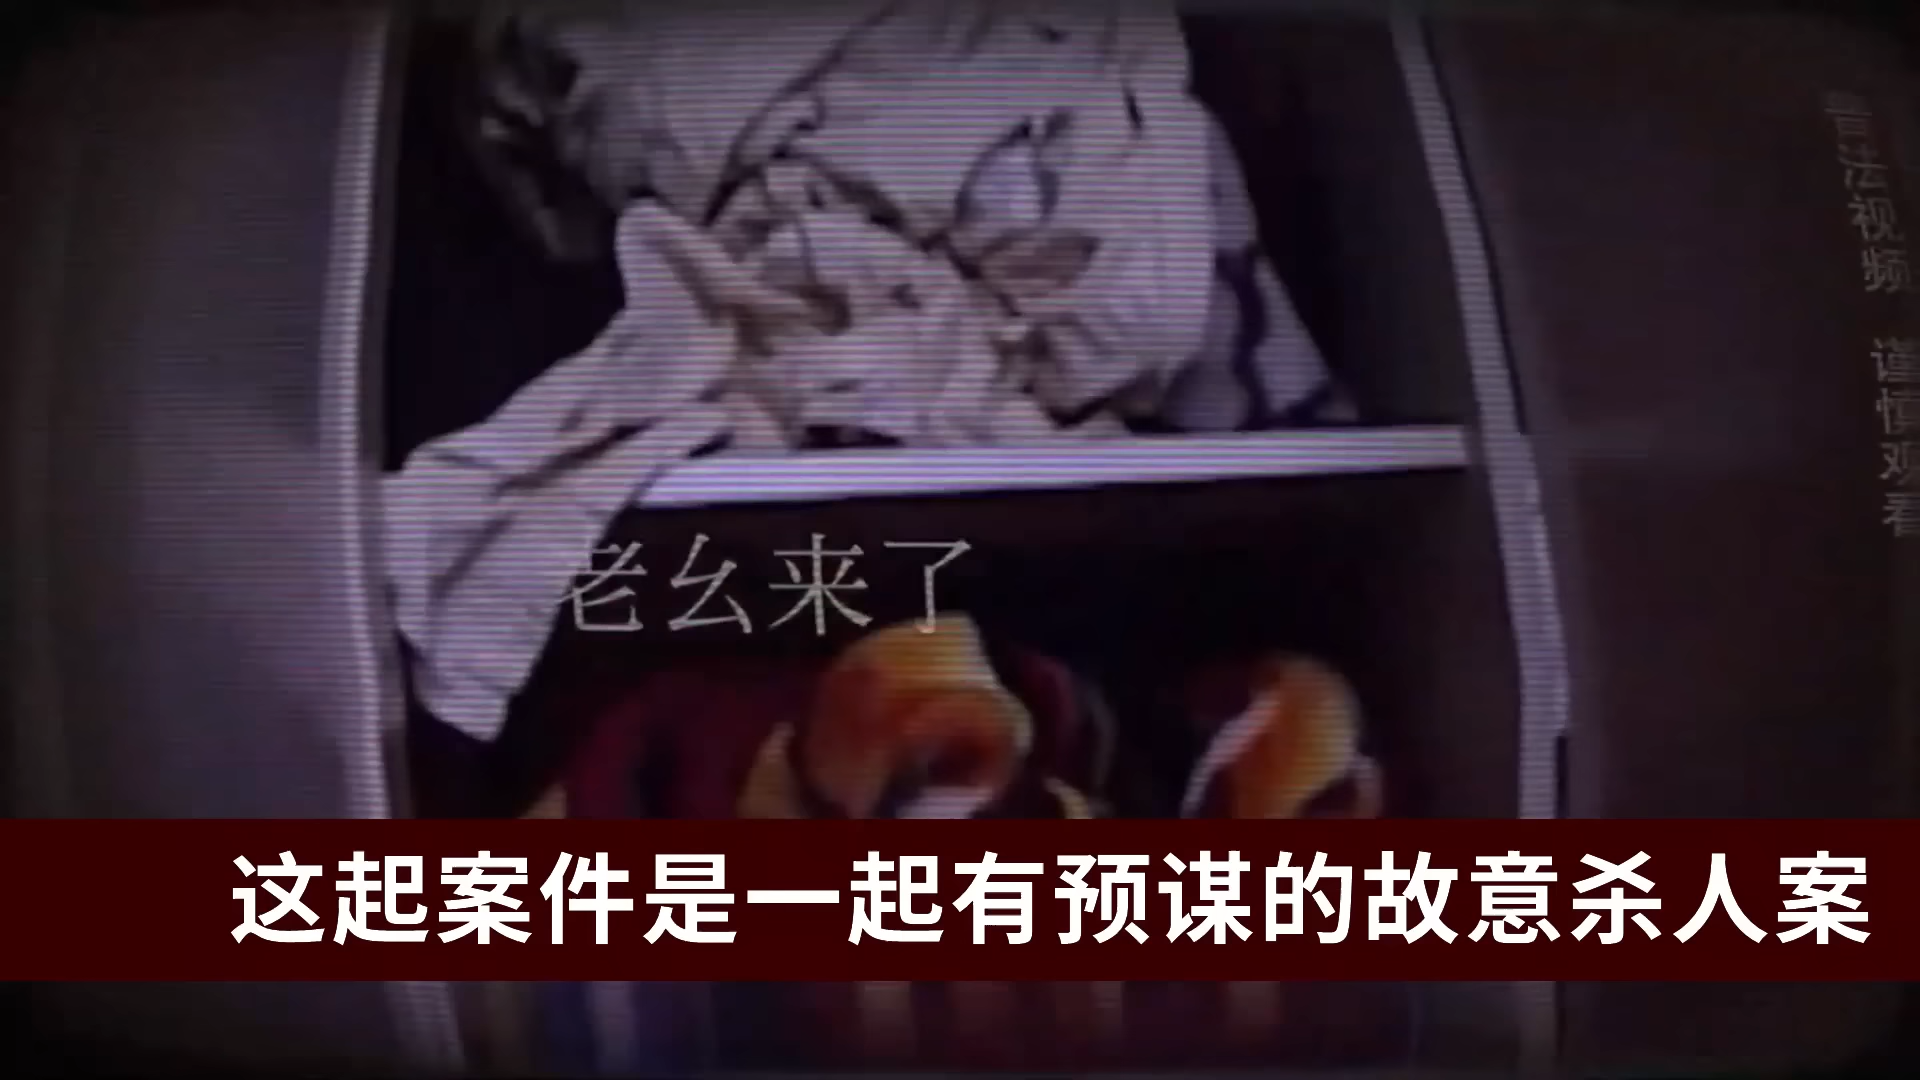 普法视频 谨慎观看
老幺来了
这起案件是一起有预谋的故意杀人案